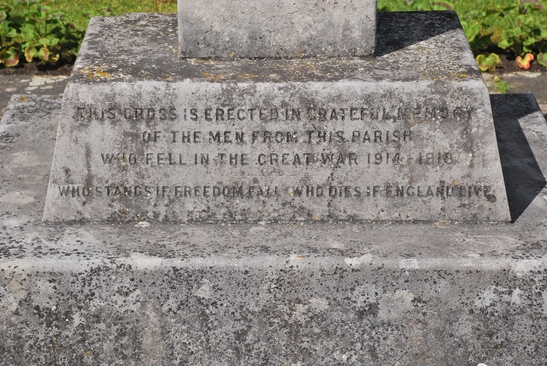 THIS CROSS IS ERECTED IN GRATEFUL MEMORY
OF THE MEN FROM THIS PARISH
WHO FELL IN THE GREAT WAR 1914-1918
WHO STANDS IF FREEDOM FALL WHO DIES IF ENGLAND LIVE